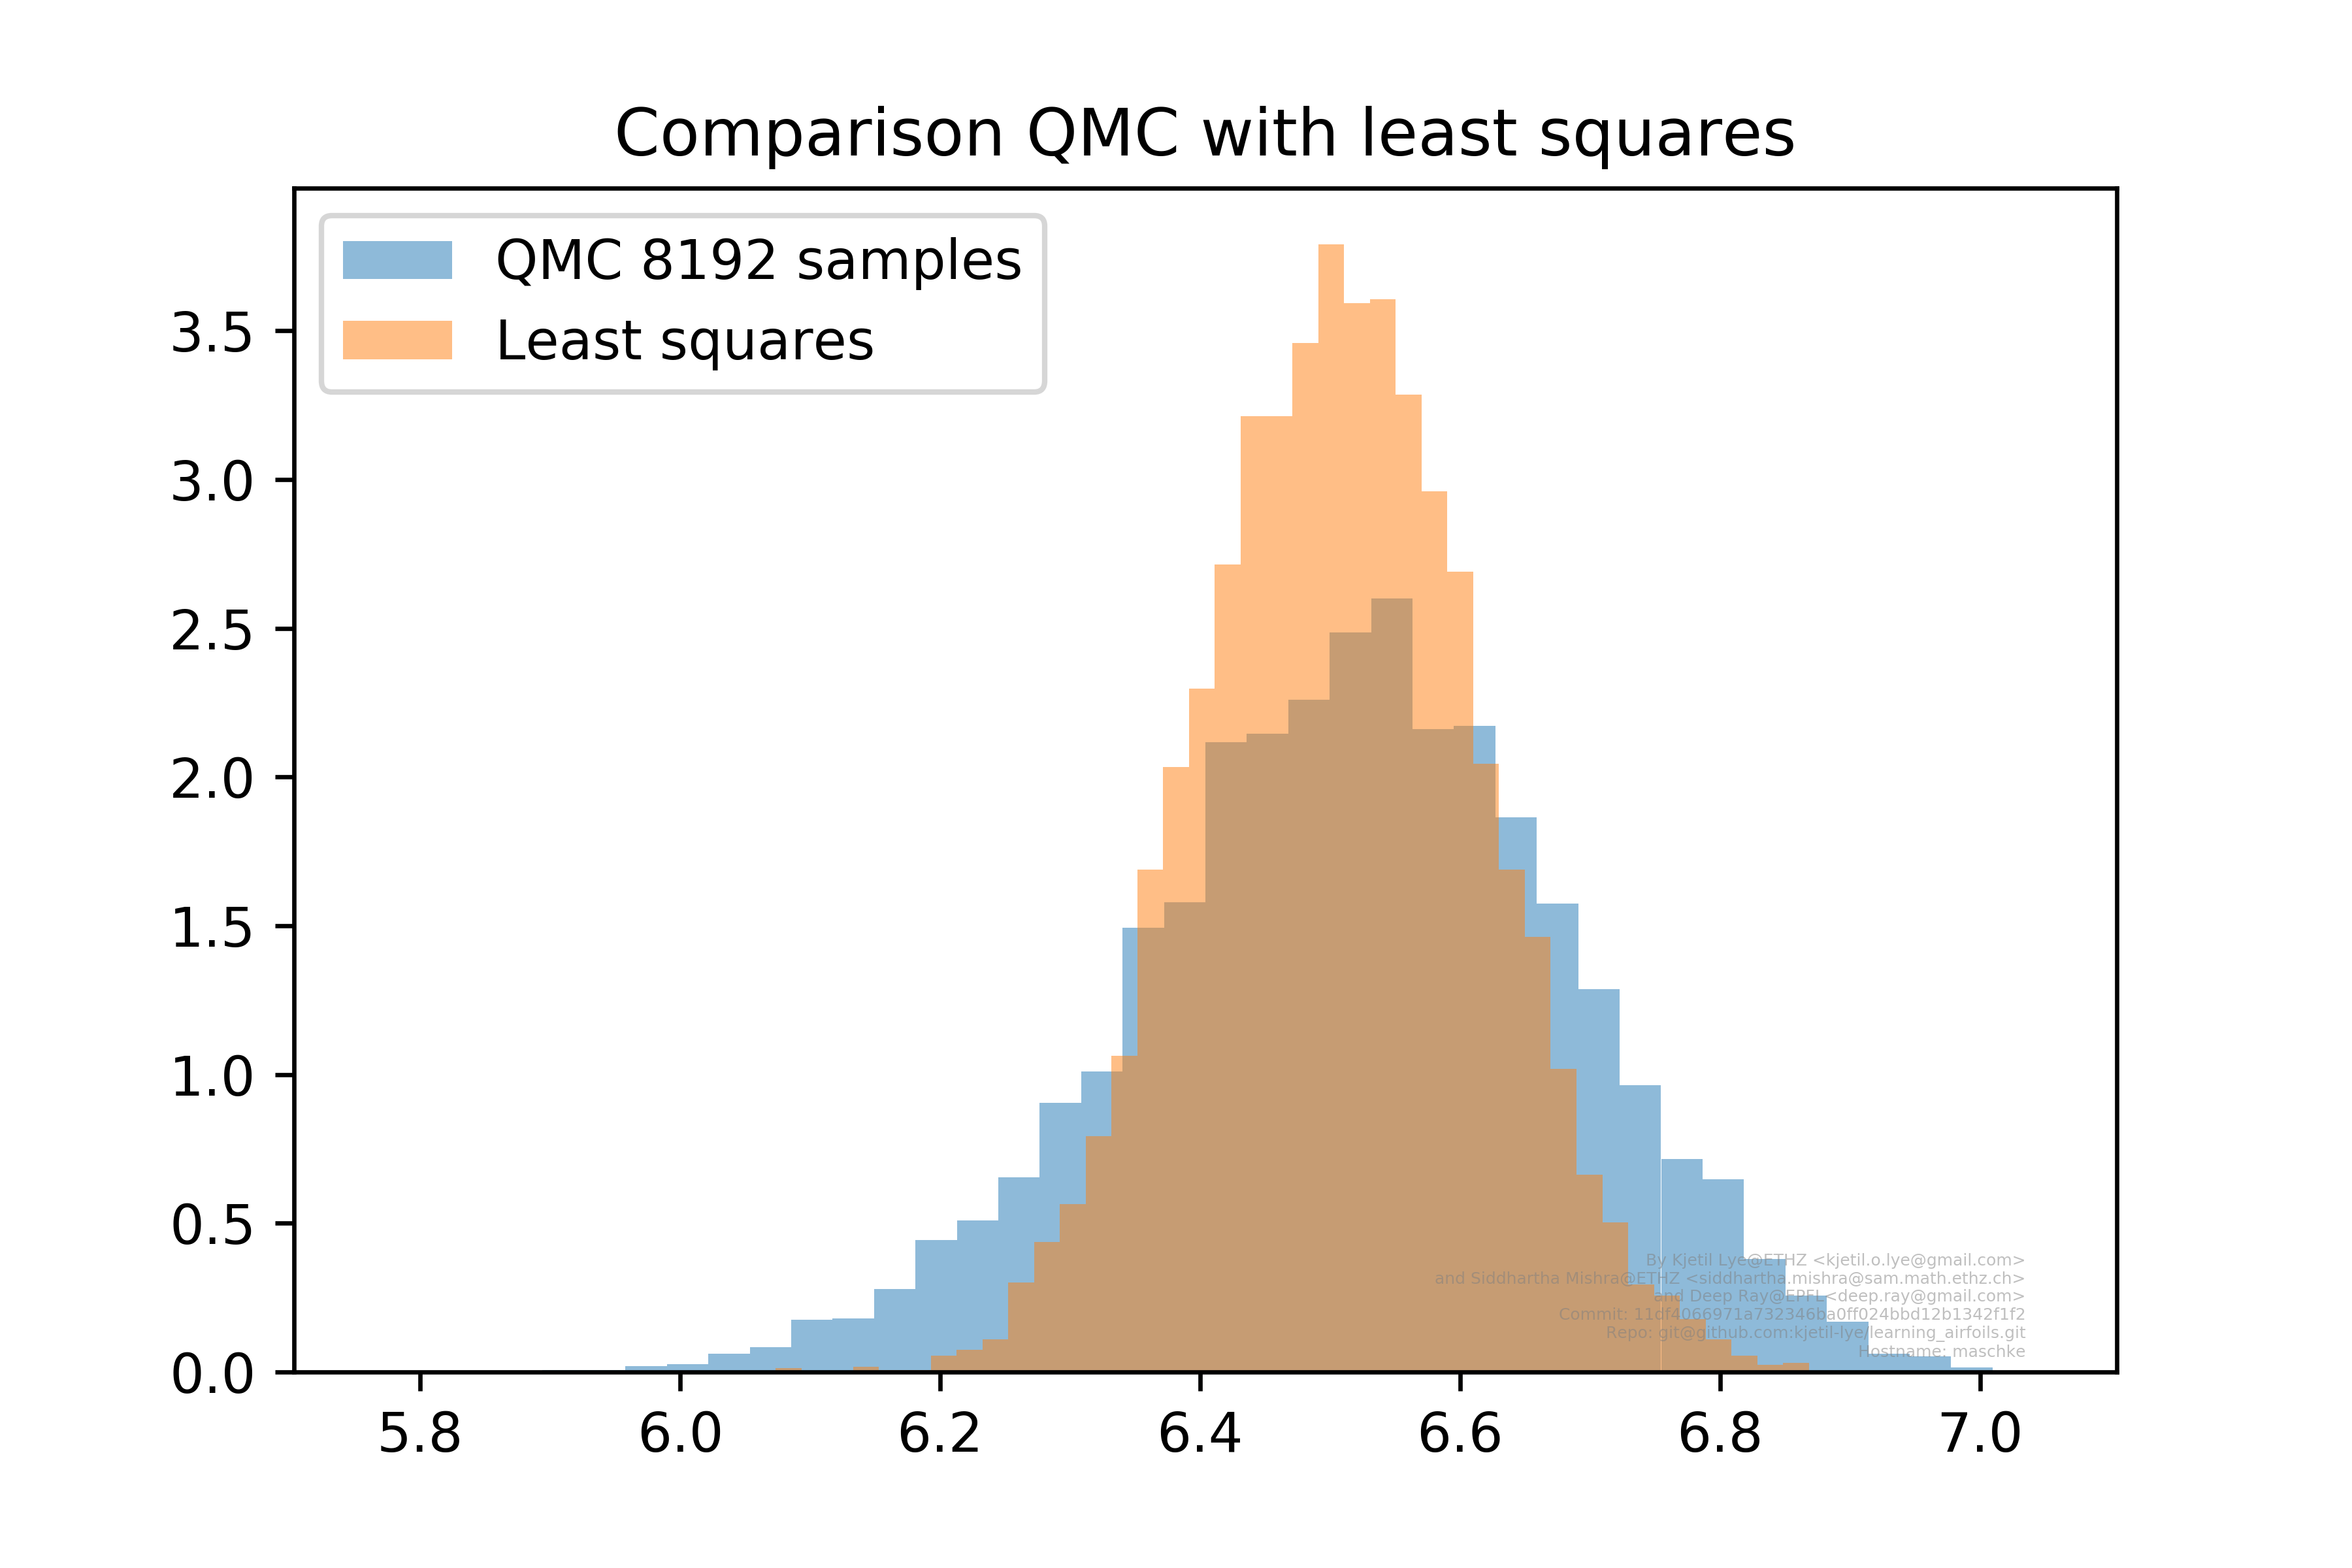 Comparison QMC with least squares
QMC 8192 samples
Least squares
3.5
3.0
2.5
2.0
1.5
1.0
0.5
0.0
5.8 6.0 6.2 6.4 6.6 6.8 7.0
By Kjetil Lye@ETHZ <kjetil.o.lye@gmail.com>
and Siddhartha Mishra@ETHZ <siddhartha.mishra@sam.math.ethz.ch>
and Deep Ray@EPFL<deep.ray@gmail.com>
Commit: 11df4066971a732346ba0ff024bbd12b1342f1f2
Repo: git@github.com:kjetil-lye/learning_airfoils.git
Hostname: maschke